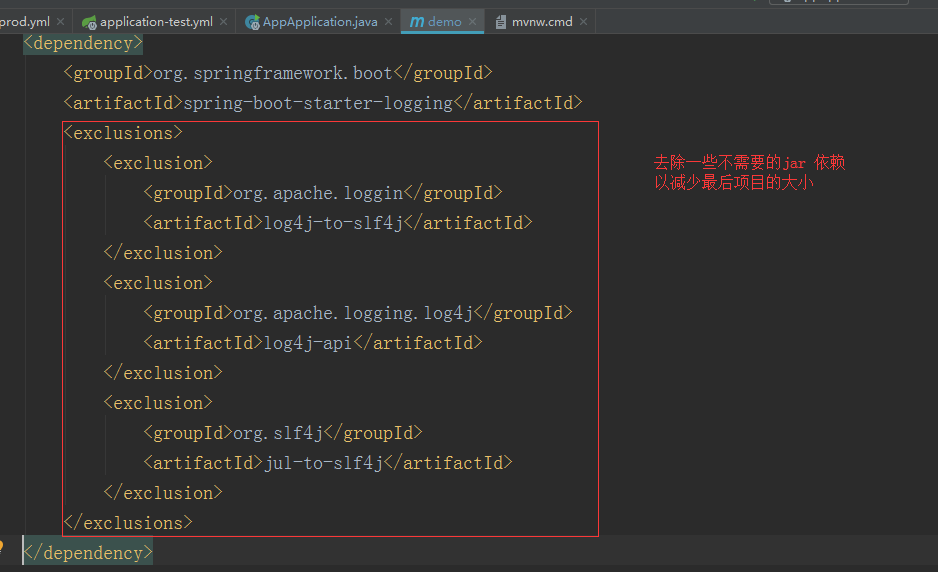 prod.yml × application-test.yml × AppApplication.java × m demo × mvnw.cmd ×
<dependency>
<groupId>org.springframework.boot</groupId>
<artifactId>spring-boot-starter-logging</artifactId>
<exclusions>
<exclusion>
<groupId>org.apache.loggin</groupId>
<artifactId>log4j-to-slf4j</artifactId>
</exclusion>
<exclusion>
<groupId>org.apache.logging.log4j</groupId>
<artifactId>log4j-api</artifactId>
</exclusion>
<exclusion>
<groupId>org.slf4j</groupId>
<artifactId>jul-to-slf4j</artifactId>
</exclusion>
</exclusions>
</dependency>
去除一些不需要的jar 依赖
以减少最后项目的大小